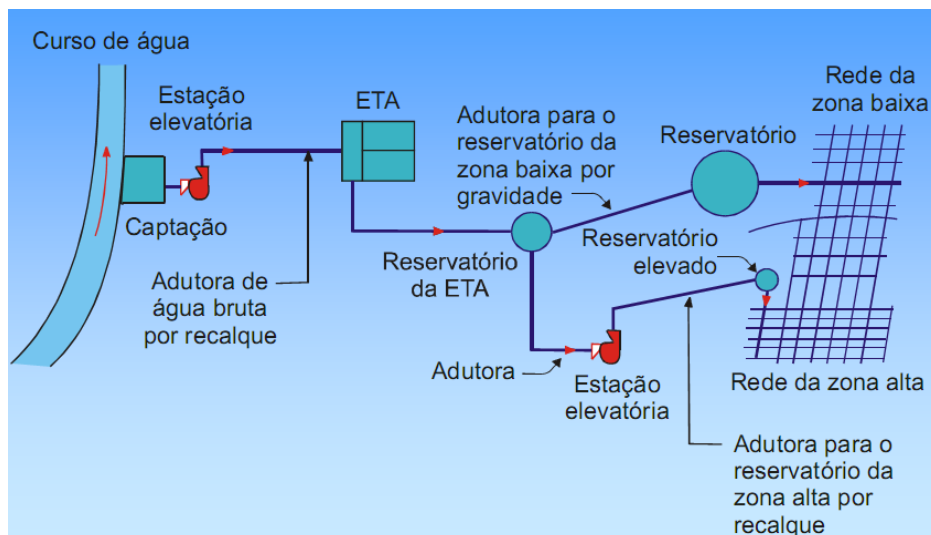 Curso de água
Estação
elevatória
ETA
Captação
Adutora de
água bruta
por recalque
Adutora para o
reservatório da
zona baixa por
gravidade
Reservatório
Rede da
zona baixa
Reservatório
da ETA
Reservatório
elevado
Adutora
Estação
elevatória
Rede da zona alta
Adutora para o
reservatório da
zona alta por
recalque